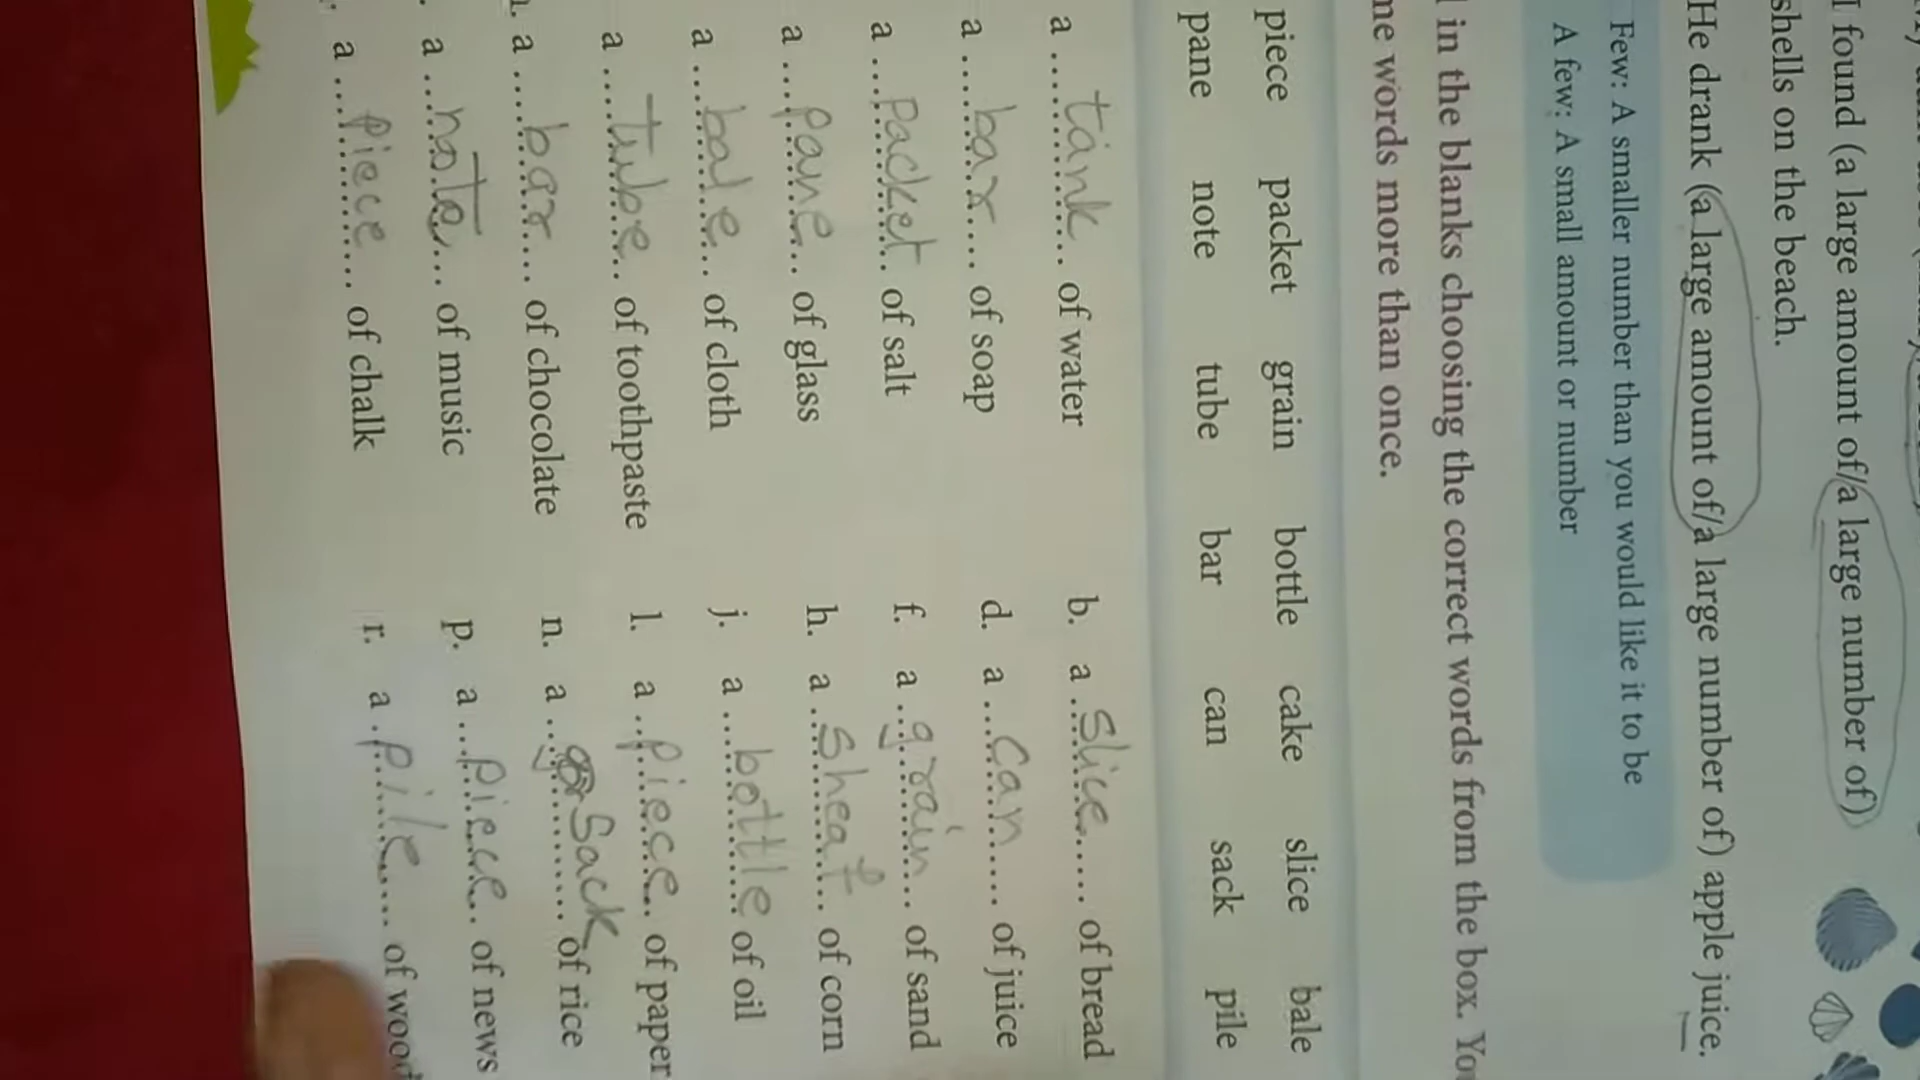 I found (a large amount of/a large number of)
shells on the beach.
He drank (a large amount of/a large number of) apple juice.
Few: A smaller number than you would like it to be
A few: A small amount or number
in the blanks choosing the correct words from the box.
words more than once.
piece packet grain bottle cake slice bale
pane note tube bar can sack pile
a ....tank.... of water b. a ....slice.... of bread
a ....bar.... of soap d. a ....can.... of juice
a ....packet.... of salt f. a ....grain.... of sand
a ....pane.... of glass h. a ....sheaf.... of corn
a ....bale.... of cloth j. a ....bottle.... of oil
a ....tube.... of toothpaste l. a ....piece.... of paper
a ....bar.... of chocolate n. a ....Sack.... of rice
a ....note.... of music p. a ....piece.... of news
a ....piece.... of chalk r. a ....pile.... of wood